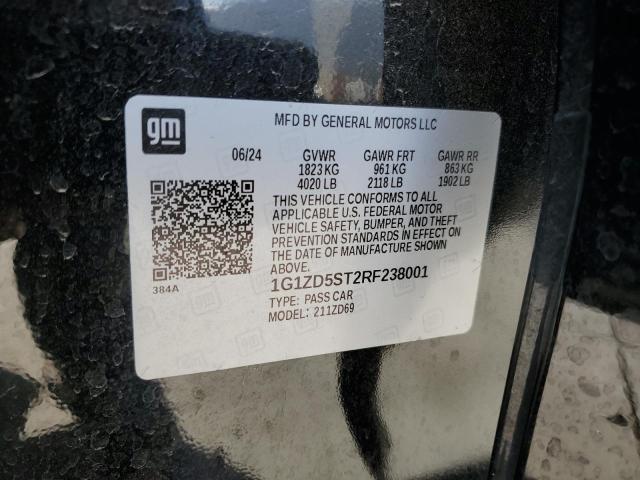 gm
MFD BY GENERAL MOTORS LLC
06/24 GVWR GAWR FRT GAWR RR
1823 KG 961 KG 863 KG
4020 LB 2118 LB 1902 LB
THIS VEHICLE CONFORMS TO ALL
APPLICABLE U.S. FEDERAL MOTOR
VEHICLE SAFETY, BUMPER, AND THEFT
PREVENTION STANDARDS IN EFFECT ON
THE DATE OF MANUFACTURE SHOWN
ABOVE.
384A
1G1ZD5ST2RF238001
TYPE: PASS CAR
MODEL: 211ZD69